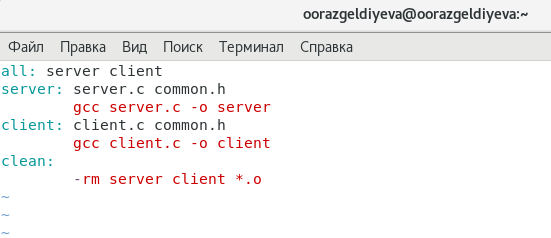 oorazgeldiyeva@oorazgeldiyeva:~
Файл Правка Вид Поиск Терминал Справка
all: server client
server: server.c common.h
        gcc server.c -o server
client: client.c common.h
        gcc client.c -o client
clean:
        -rm server client *.o
~
~
~